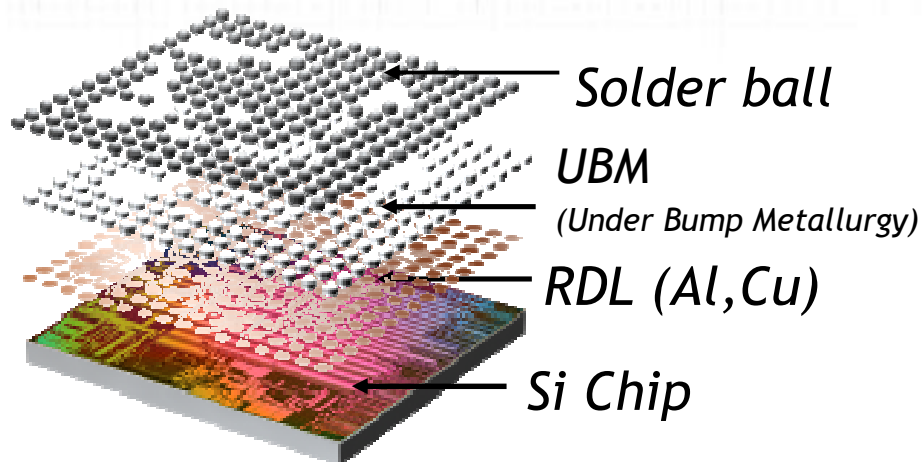 Solder ball
UBM
(Under Bump Metallurgy)
RDL (Al,Cu)
Si Chip